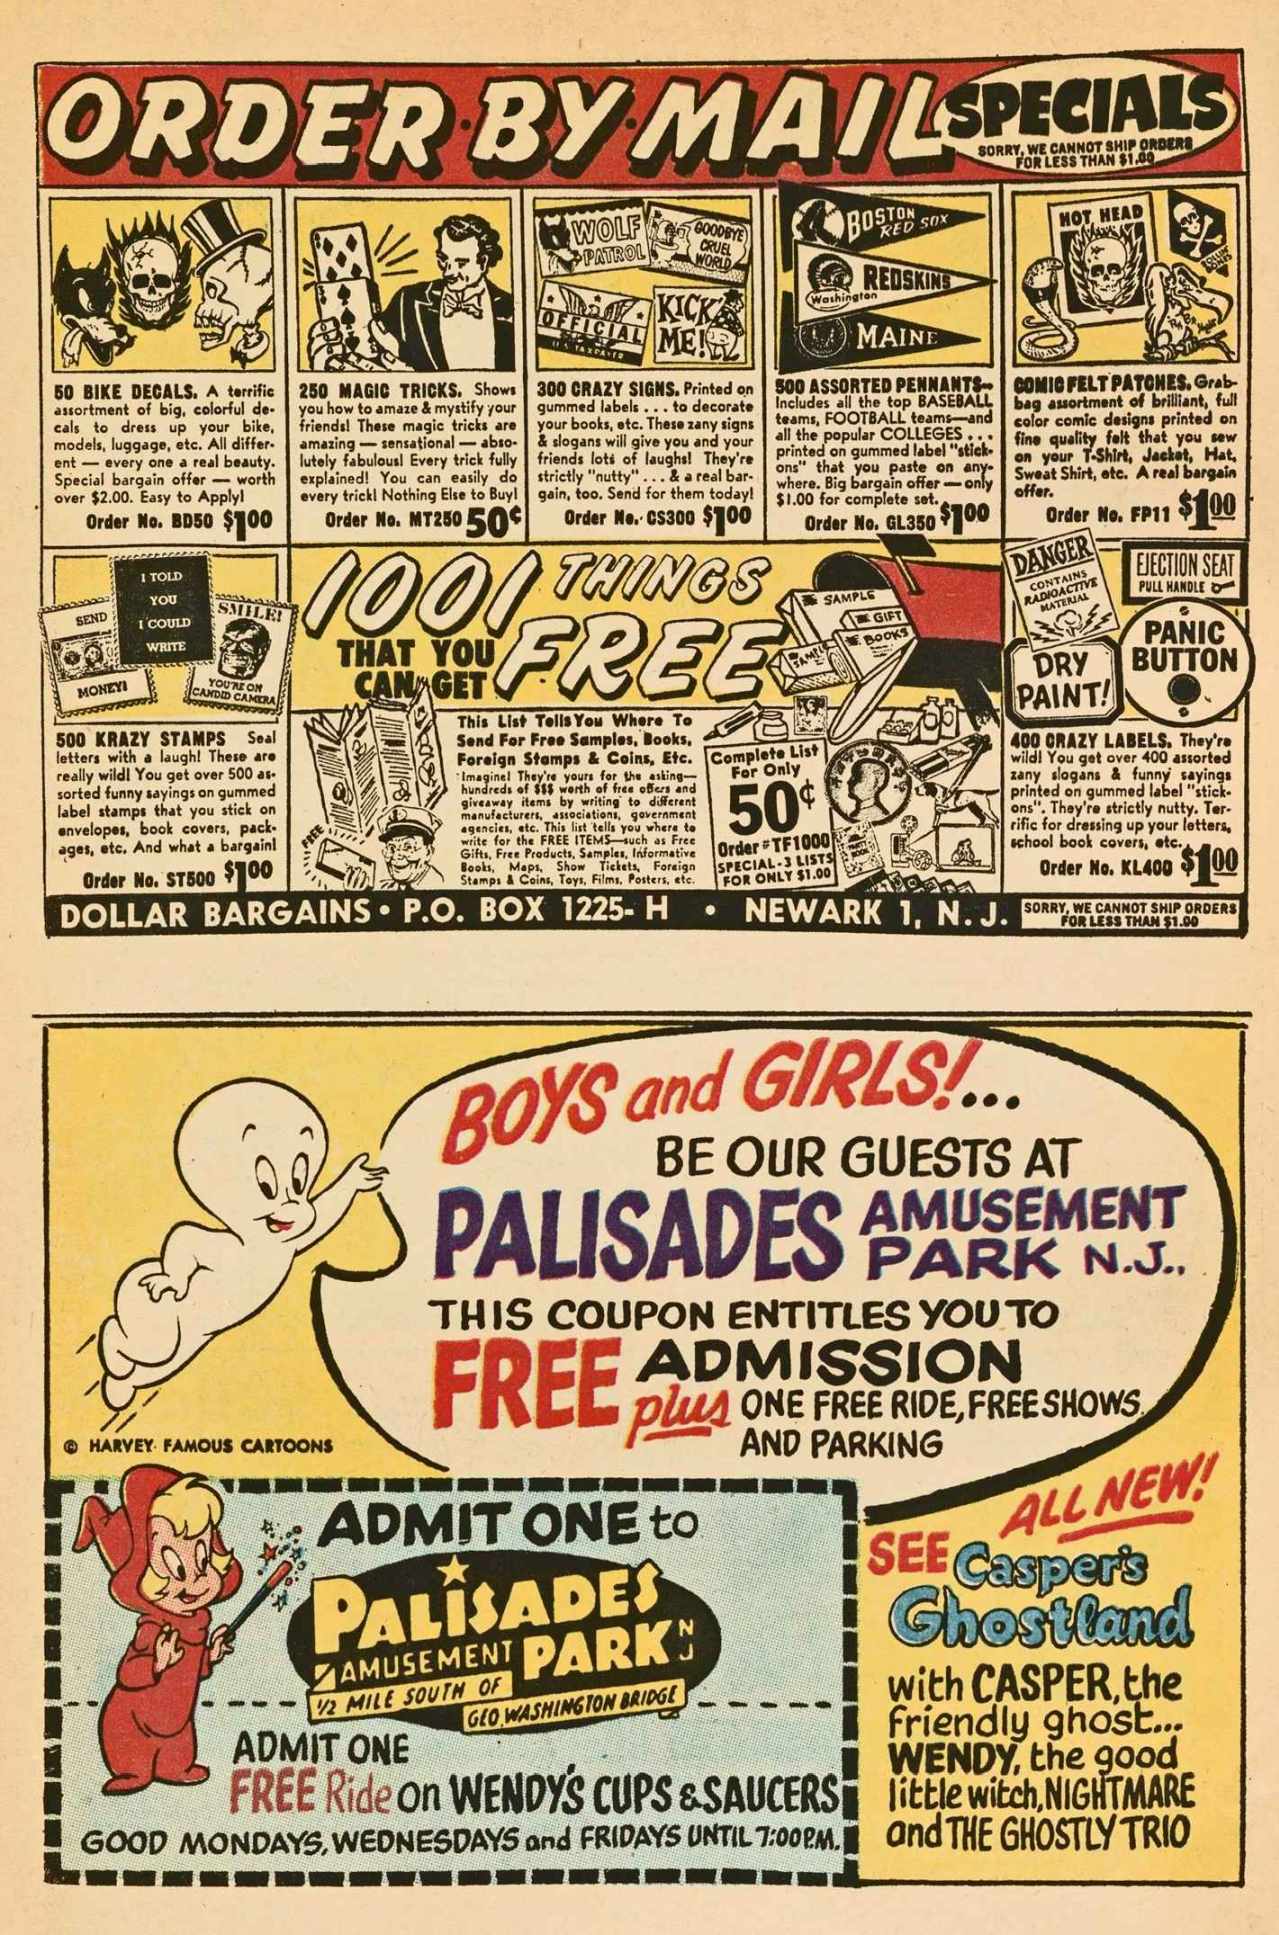 ORDER·BY·MAIL SPECIALS
SORRY, WE CANNOT SHIP ORDERS
FOR LESS THAN $1.00
WOLF
PATROL
GOODBYE
CRUEL
WORLD
OFFICIAL
TAXPAYER
KICK
ME!
BOSTON
RED SOX
REDSKINS
Washington
MAINE
HOT HEAD
50 BIKE DECALS. A terrific
assortment of big, colorful de-
cals to dress up your bike,
models, luggage, etc. All differ-
ent — every one a real beauty.
Special bargain offer — worth
over $2.00. Easy to Apply!
Order No. BD50 $1.00
250 MAGIC TRICKS. Shows
you how to amaze & mystify your
friends! These magic tricks are
amazing — sensational — abso-
lutely fabulous! Every trick fully
explained! You can easily do
every trick! Nothing Else to Buy!
Order No. MT250 50¢
300 CRAZY SIGNS. Printed on
gummed labels . . . to decorate
your books, etc. These zany signs
& slogans will give you and your
friends lots of laughs! They're
strictly "nutty" . . . & a real bar-
gain, too. Send for them today!
Order No. CS300 $1.00
500 ASSORTED PENNANTS—
Includes all the top BASEBALL
teams, FOOTBALL teams—and
all the popular COLLEGES . . .
printed on gummed label "stick-
ons" that you paste on any-
where. Big bargain offer — only
$1.00 for complete set.
Order No. GL350 $1.00
COMIC FELT PATCHES. Grab-
bag assortment of brilliant, full
color comic designs printed on
fine quality felt that you sew
on your T-Shirt, Jacket, Hat,
Sweat Shirt, etc. A real bargain
offer.
Order No. FP11 $1.00
SEND
MONEY!
I TOLD
YOU
I COULD
WRITE
SMILE!
YOU'RE ON
CANDID CAMERA
500 KRAZY STAMPS Seal
letters with a laugh! These are
really wild! You get over 500 as-
sorted funny sayings on gummed
label stamps that you stick on
envelopes, book covers, pack-
ages, etc. And what a bargain!
Order No. ST500 $1.00
1001 THINGS
THAT YOU
CAN GET FREE
SAMPLE
GIFT
BOOKS
SAMPLE
FREE
This List Tells You Where To
Send For Free Samples, Books,
Foreign Stamps & Coins, Etc.
Imagine! They're yours for the asking—
hundreds of $$$ worth of free offers and
giveaway items by writing to different
manufacturers, associations, government
agencies, etc. This list tells you where to
write for the FREE ITEMS—such as Free
Gifts, Free Products, Samples, Informative
Books, Maps, Show Tickets, Foreign
Stamps & Coins, Toys, Films, Posters, etc.
Complete List
For Only
50¢
Order #TF1000
SPECIAL-3 LISTS
FOR ONLY $1.00
DANGER
CONTAINS
RADIOACTIVE
MATERIAL
EJECTION SEAT
PULL HANDLE
DRY
PAINT!
PANIC
BUTTON
400 CRAZY LABELS. They're
wild! You get over 400 assorted
zany slogans & funny sayings
printed on gummed label "stick-
ons". They're strictly nutty. Ter-
rific for dressing up your letters,
school book covers, etc.
Order No. KL400 $1.00
DOLLAR BARGAINS • P.O. BOX 1225-H • NEWARK 1, N.J.
SORRY, WE CANNOT SHIP ORDERS
FOR LESS THAN $1.00
BOYS and GIRLS!...
BE OUR GUESTS AT
PALISADES AMUSEMENT
PARK N.J.,
THIS COUPON ENTITLES YOU TO
FREE ADMISSION
plus ONE FREE RIDE, FREE SHOWS
AND PARKING
© HARVEY FAMOUS CARTOONS
ADMIT ONE to
PALISADES
AMUSEMENT PARK NJ
1/2 MILE SOUTH OF
GEO. WASHINGTON BRIDGE
ADMIT ONE
FREE Ride on WENDY'S CUPS & SAUCERS
GOOD MONDAYS, WEDNESDAYS and FRIDAYS UNTIL 7:00 P.M.
ALL NEW!
SEE Casper's
Ghostland
with CASPER, the
friendly ghost...
WENDY, the good
little witch, NIGHTMARE
and THE GHOSTLY TRIO